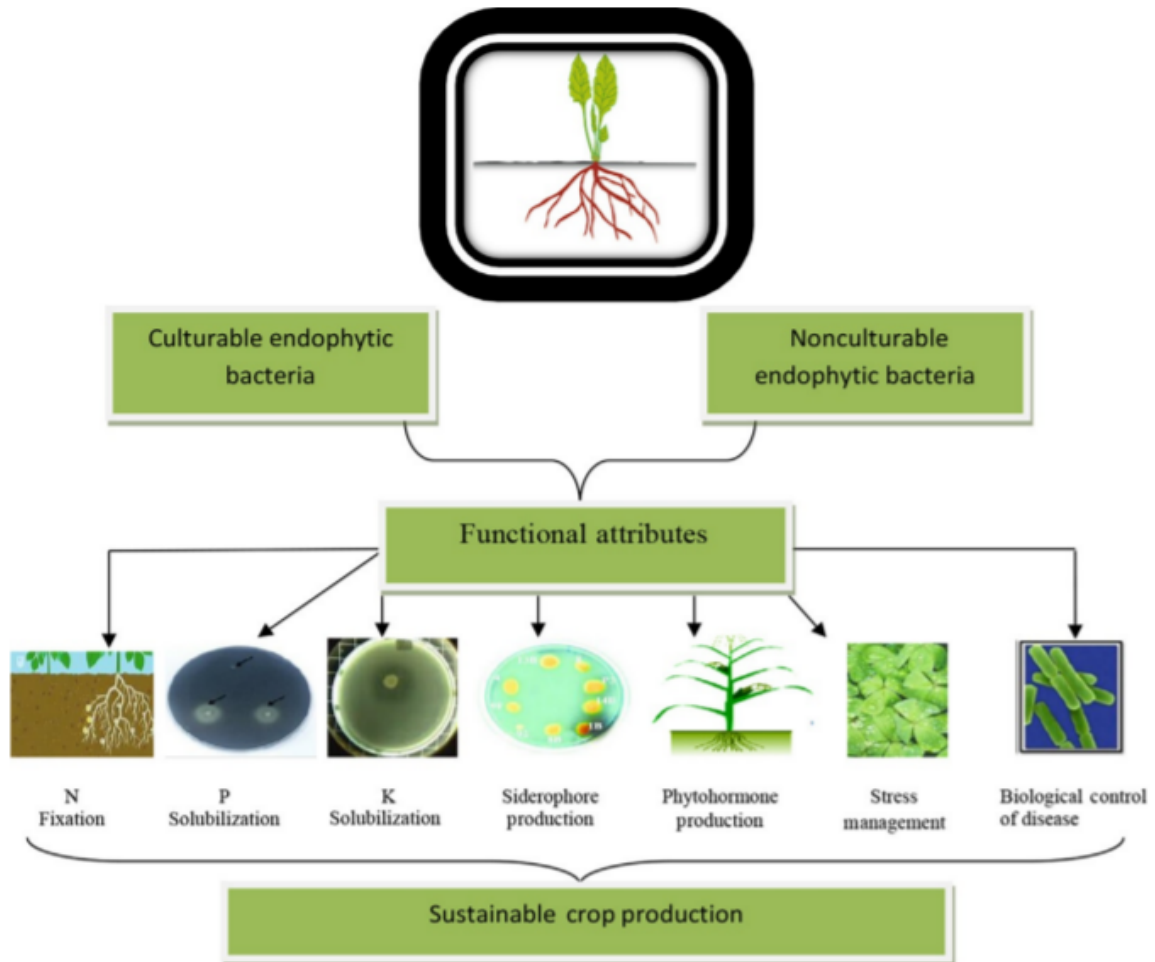 Culturable endophytic
bacteria
Nonculturable
endophytic bacteria
Functional attributes
N
Fixation
P
Solubilization
K
Solubilization
Siderophore
production
Phytohormone
production
Stress
management
Biological control
of disease
Sustainable crop production